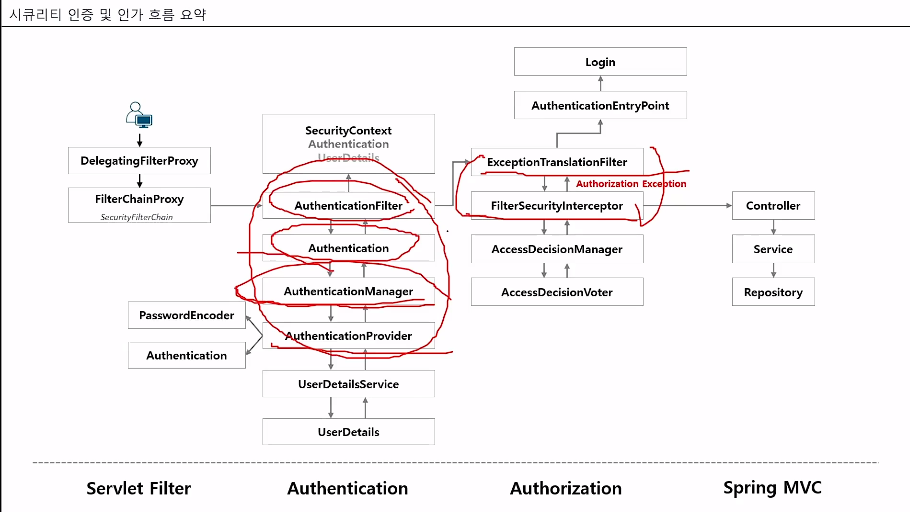 시큐리티 인증 및 인가 흐름 요약
DelegatingFilterProxy
FilterChainProxy
SecurityFilterChain
SecurityContext
Authentication
UserDetails
AuthenticationFilter
Authentication
AuthenticationManager
AuthenticationProvider
PasswordEncoder
Authentication
UserDetailsService
UserDetails
Login
AuthenticationEntryPoint
ExceptionTranslationFilter
Authorization Exception
FilterSecurityInterceptor
AccessDecisionManager
AccessDecisionVoter
Controller
Service
Repository
Servlet Filter
Authentication
Authorization
Spring MVC